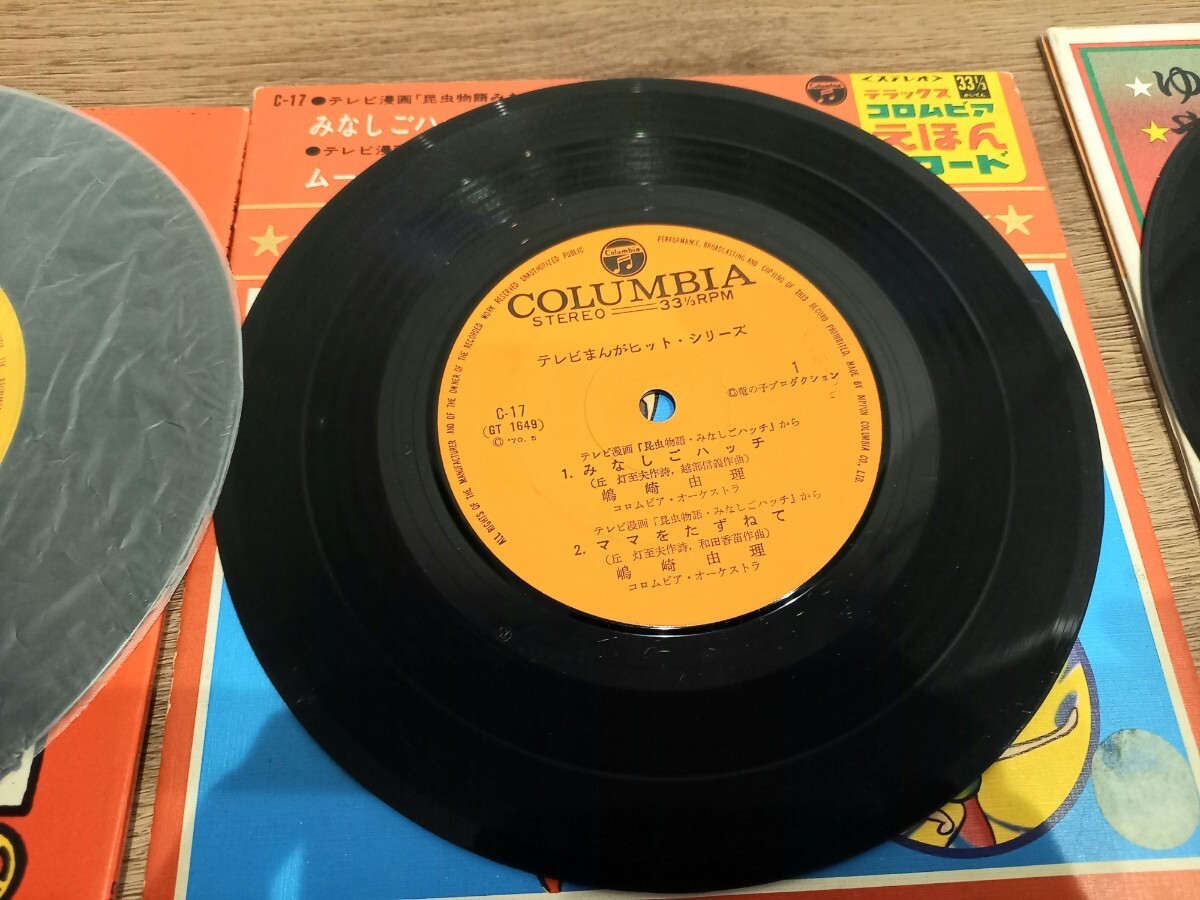 C-17 ●テレビ漫画「昆虫物語み
みなしごハ
●テレビ漫
ムー
Columbia
<ステレオ>
33⅓
かいてん
デラックス
コロムビア
えほん
コード
ゆ
ALL RIGHTS OF THE MANUFACTURER AND OF THE OWNER OF THE RECORDED WORK RESERVED UNAUTHORIZED PUBLIC PERFORMANCE, BROADCASTING AND COPYING OF THIS RECORD PROHIBITED. MADE BY NIPPON COLUMBIA CO., LTD.
Columbia
COLUMBIA
STEREO 33⅓RPM
テレビまんがヒット・シリーズ
1
©竜の子プロダクション
C-17
(GT 1649)
© '70.5
テレビ漫画「昆虫物語・みなしごハッチ」から
1. みなしごハッチ
(丘 灯至夫作詩, 越部信義作曲)
嶋崎由理
コロムビア・オーケストラ
テレビ漫画「昆虫物語・みなしごハッチ」から
2. ママをたずねて
(丘 灯至夫作詩, 和田香苗作曲)
嶋崎由理
コロムビア・オーケストラ